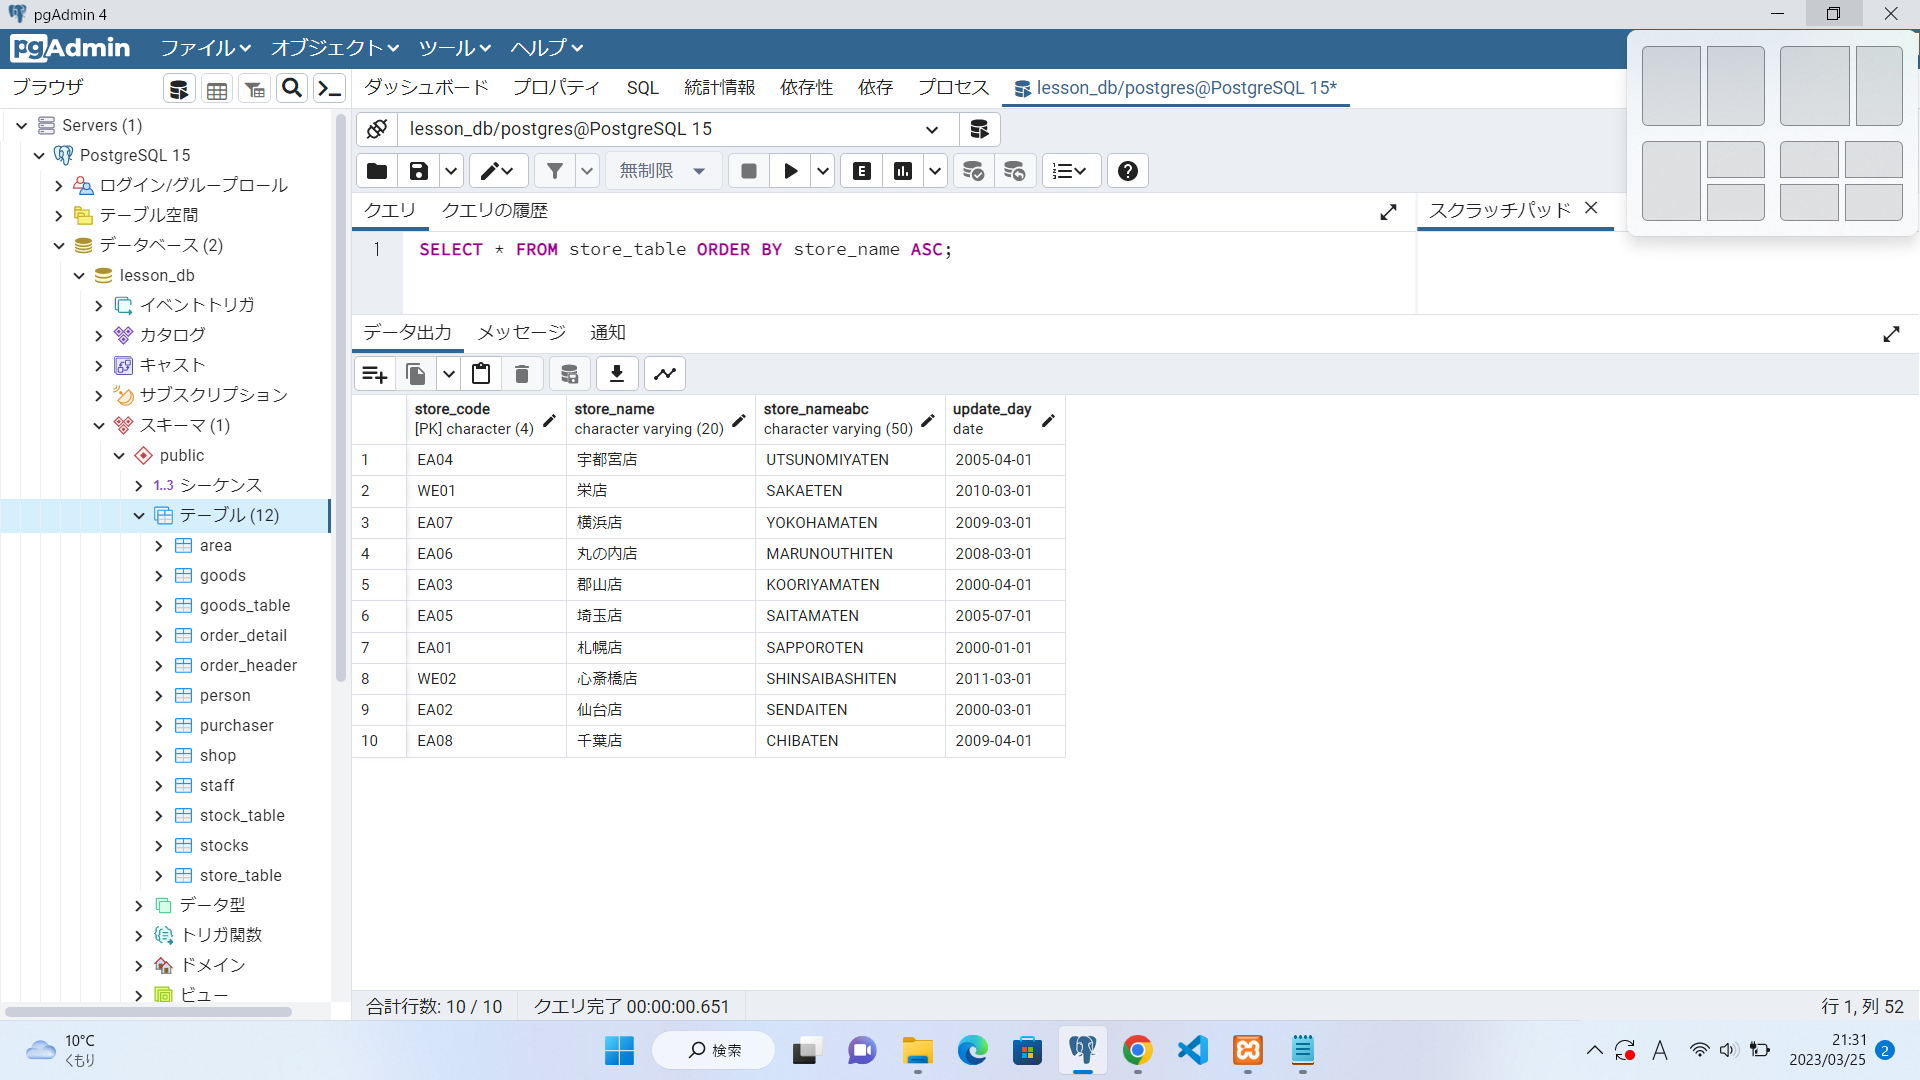 pgAdmin 4
pgAdmin ファイル オブジェクト ツール ヘルプ
ブラウザ
ダッシュボード プロパティ SQL 統計情報 依存性 依存 プロセス lesson_db/postgres@PostgreSQL 15*
Servers (1)
PostgreSQL 15
ログイン/グループロール
テーブル空間
データベース (2)
lesson_db
イベントトリガ
カタログ
キャスト
サブスクリプション
スキーマ (1)
public
1..3 シーケンス
テーブル (12)
area
goods
goods_table
order_detail
order_header
person
purchaser
shop
staff
stock_table
stocks
store_table
データ型
トリガ関数
ドメイン
ビュー
lesson_db/postgres@PostgreSQL 15
無制限 E
クエリ クエリの履歴 スクラッチパッド
1 SELECT * FROM store_table ORDER BY store_name ASC;
データ出力 メッセージ 通知
store_code store_name store_nameabc update_day
[PK] character (4) character varying (20) character varying (50) date
1 EA04 宇都宮店 UTSUNOMIYATEN 2005-04-01
2 WE01 栄店 SAKAETEN 2010-03-01
3 EA07 横浜店 YOKOHAMATEN 2009-03-01
4 EA06 丸の内店 MARUNOUTHITEN 2008-03-01
5 EA03 郡山店 KOORIYAMATEN 2000-04-01
6 EA05 埼玉店 SAITAMATEN 2005-07-01
7 EA01 札幌店 SAPPOROTEN 2000-01-01
8 WE02 心斎橋店 SHINSAIBASHITEN 2011-03-01
9 EA02 仙台店 SENDAITEN 2000-03-01
10 EA08 千葉店 CHIBATEN 2009-04-01
合計行数: 10 / 10 クエリ完了 00:00:00.651 行 1, 列 52
10°C
くもり
検索
A
21:31
2023/03/25
2